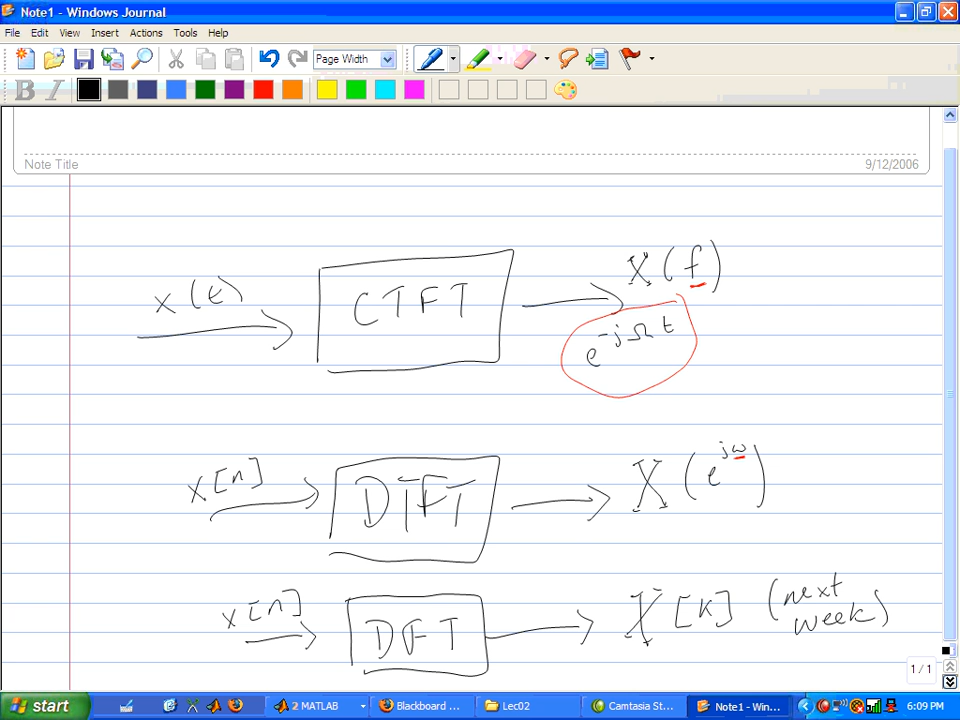 Note1 - Windows Journal
File Edit View Insert Actions Tools Help
Page Width
B I
Note Title
9/12/2006
x(t)
CTFT
X(f)
e^{-jΩt}
x[n]
DTFT
X(e^{jω})
x[n]
DFT
X[k]
(next
week)
1 / 1
start
2 MATLAB
Blackboard ...
Lec02
Camtasia St...
Note1 - Win...
6:09 PM